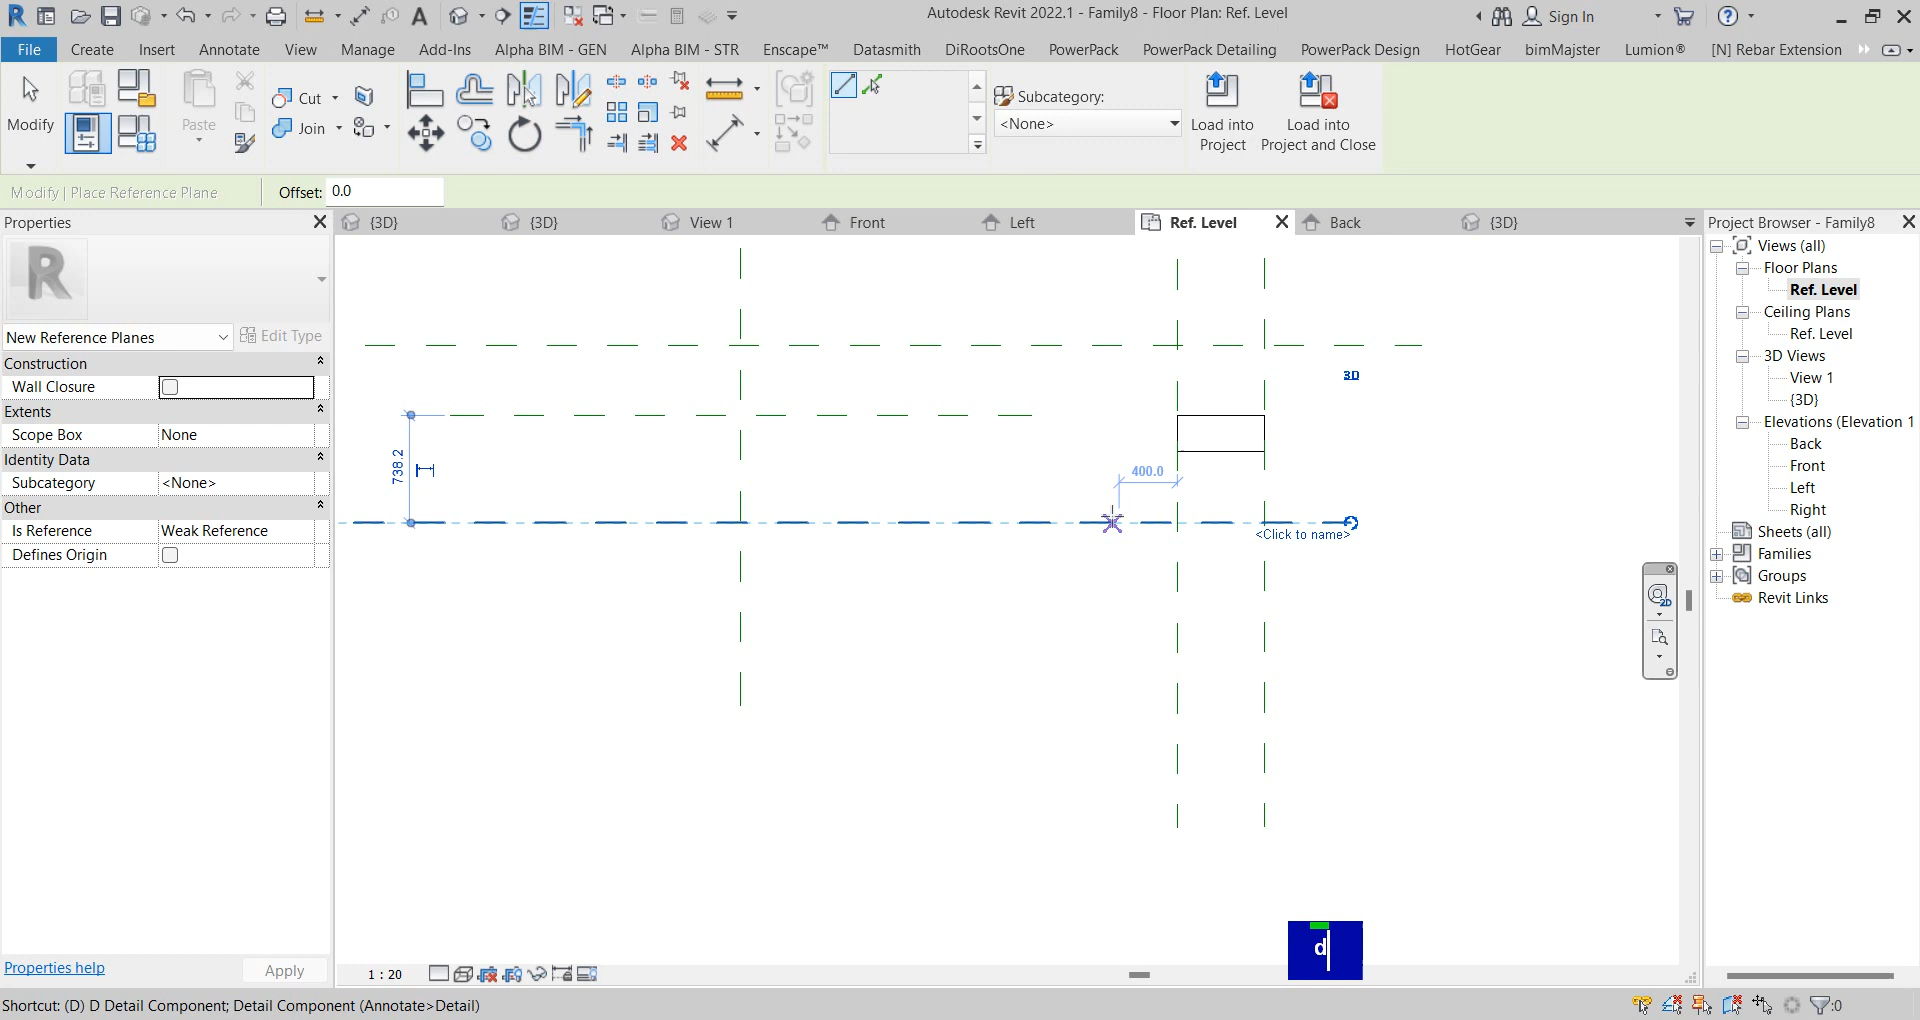 Autodesk Revit 2022.1 - Family8 - Floor Plan: Ref. Level
Sign In
File Create Insert Annotate View Manage Add-Ins Alpha BIM - GEN Alpha BIM - STR Enscape™ Datasmith DiRootsOne PowerPack PowerPack Detailing PowerPack Design HotGear bimMajster Lumion® [N] Rebar Extension
Modify
Paste
Cut
Join
Subcategory:
<None>
Load into
Project
Load into
Project and Close
Modify | Place Reference Plane
Offset: 0.0
Properties
{3D} {3D} View 1 Front Left Ref. Level Back {3D}
Project Browser - Family8
New Reference Planes
Edit Type
Construction
Wall Closure
Extents
Scope Box None
Identity Data
Subcategory <None>
Other
Is Reference Weak Reference
Defines Origin
Properties help
Apply
3D
738.2
400.0
<Click to name>
Views (all)
Floor Plans
Ref. Level
Ceiling Plans
Ref. Level
3D Views
View 1
{3D}
Elevations (Elevation 1
Back
Front
Left
Right
Sheets (all)
Families
Groups
Revit Links
2D
d
1 : 20
Shortcut: (D) D Detail Component; Detail Component (Annotate>Detail)
:0